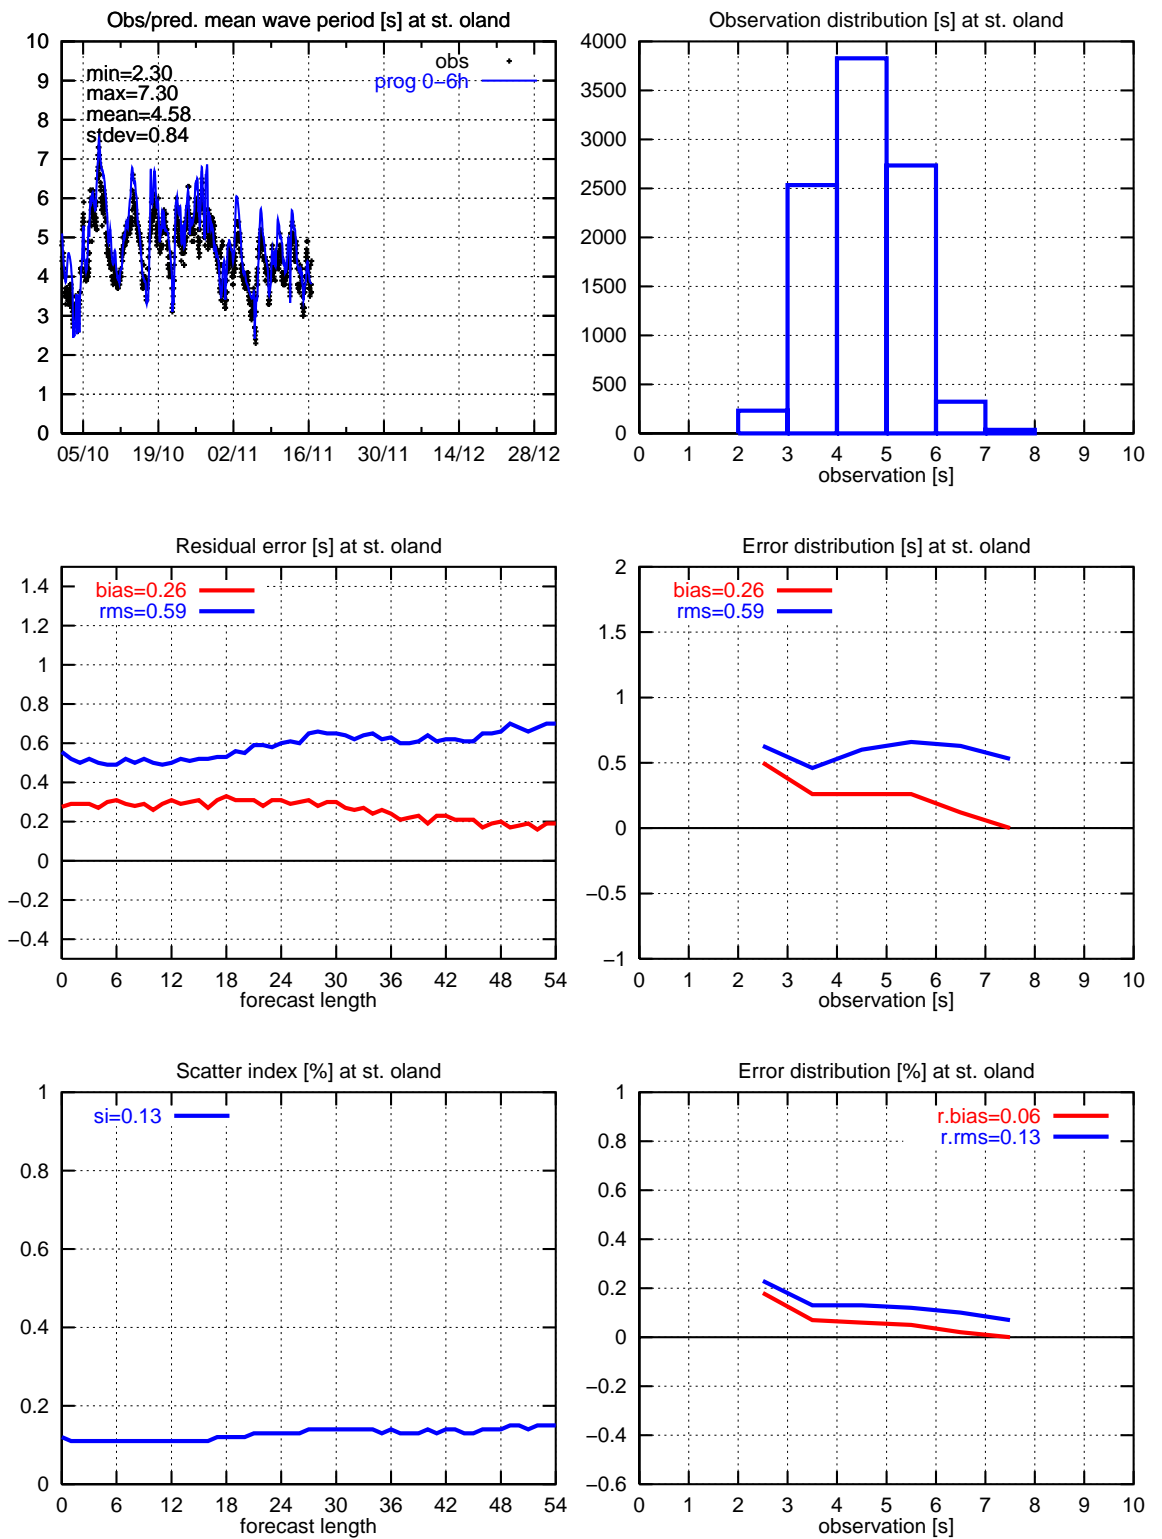 Obs/pred. mean wave period [s] at st. oland
10
9
8
7
6
5
4
3
2
1
0
min=2.30
max=7.30
mean=4.58
stdev=0.84
obs
prog 0−6h
05/10 19/10 02/11 16/11 30/11 14/12 28/12
Observation distribution [s] at st. oland
4000
3500
3000
2500
2000
1500
1000
500
0
0 1 2 3 4 5 6 7 8 9 10
observation [s]
Residual error [s] at st. oland
bias=0.26
rms=0.59
1.4
1.2
1
0.8
0.6
0.4
0.2
0
−0.2
−0.4
0 6 12 18 24 30 36 42 48 54
forecast length
Error distribution [s] at st. oland
bias=0.26
rms=0.59
2
1.5
1
0.5
0
−0.5
−1
0 1 2 3 4 5 6 7 8 9 10
observation [s]
Scatter index [%] at st. oland
si=0.13
1
0.8
0.6
0.4
0.2
0
0 6 12 18 24 30 36 42 48 54
forecast length
Error distribution [%] at st. oland
r.bias=0.06
r.rms=0.13
1
0.8
0.6
0.4
0.2
0
−0.2
−0.4
−0.6
0 1 2 3 4 5 6 7 8 9 10
observation [s]